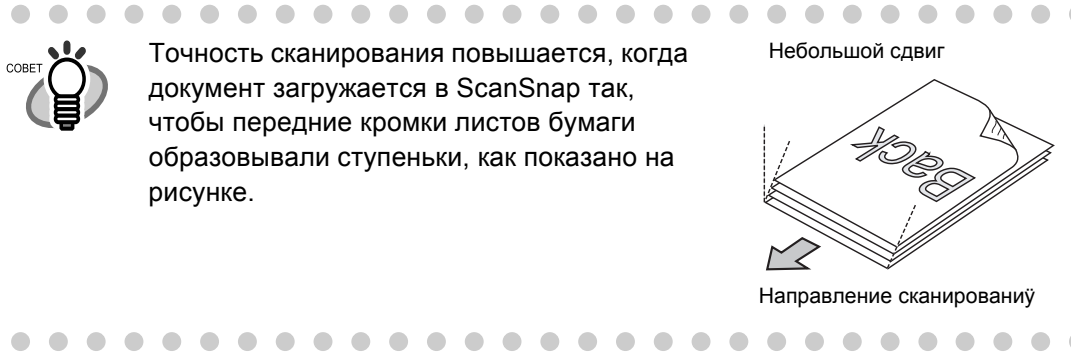 СОВЕТ
Точность сканирования повышается, когда
документ загружается в ScanSnap так,
чтобы передние кромки листов бумаги
образовывали ступеньки, как показано на
рисунке.
Небольшой сдвиг
Back
Направление сканированиӱ